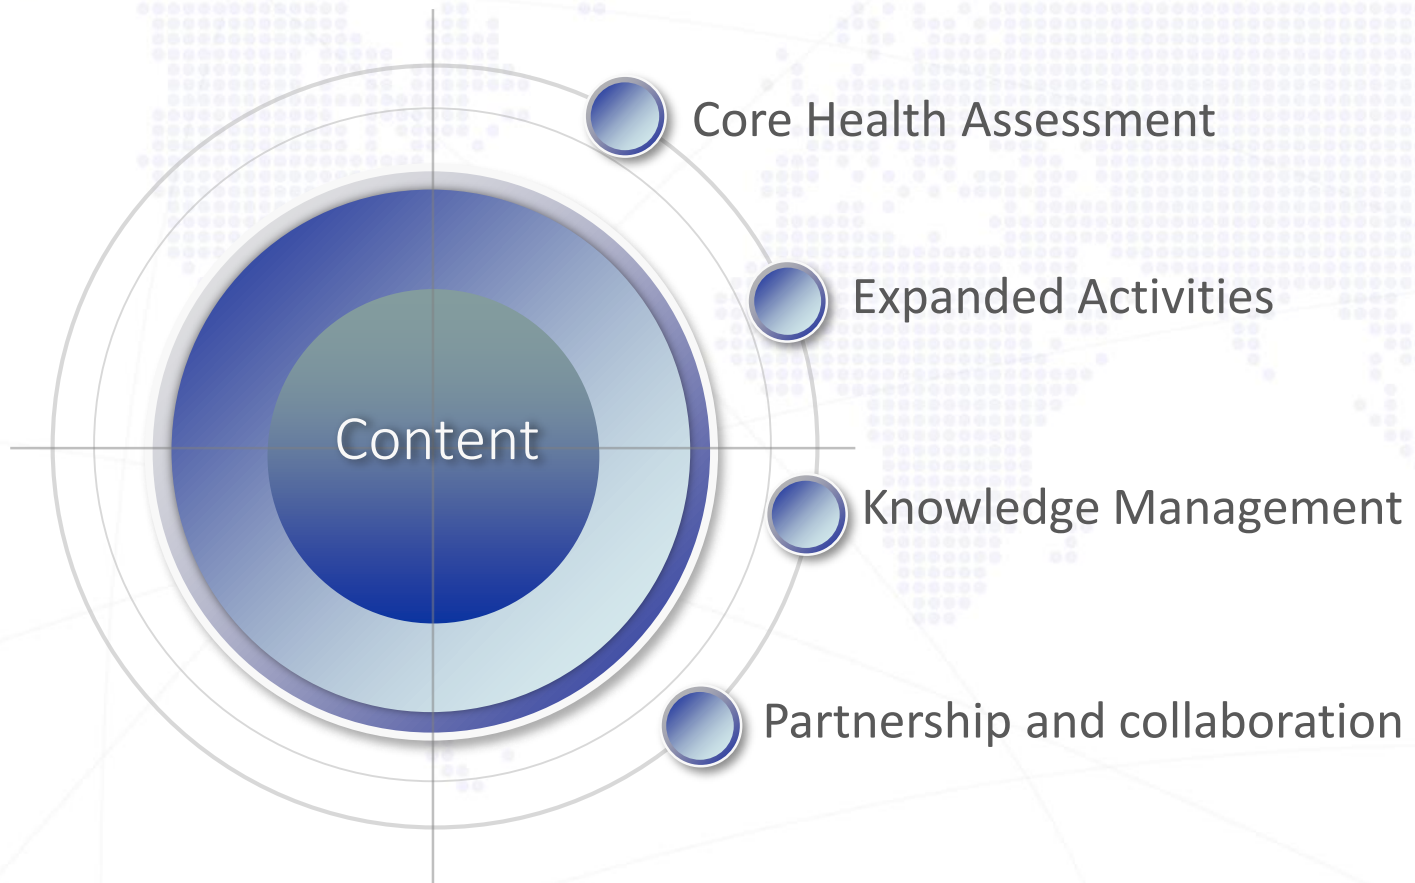 Core Health Assessment
Expanded Activities
Content
Knowledge Management
Partnership and collaboration